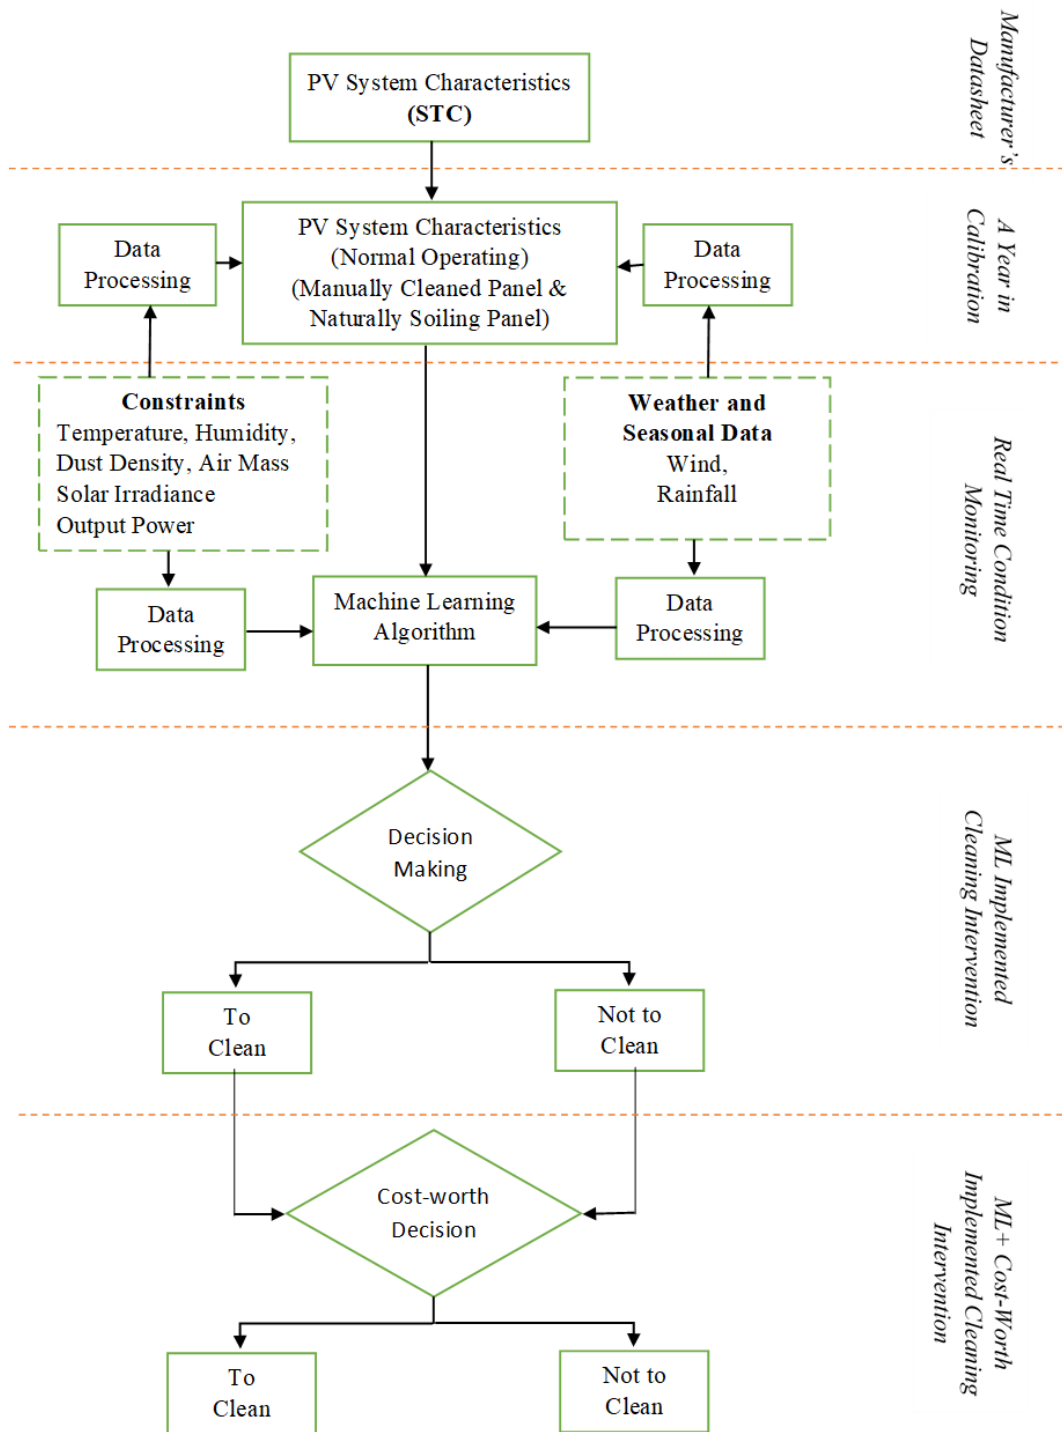 PV System Characteristics
(STC)
Manufacturer's
Datasheet
Data
Processing
PV System Characteristics
(Normal Operating)
(Manually Cleaned Panel &
Naturally Soiling Panel)
Data
Processing
A Year in
Calibration
Constraints
Temperature, Humidity,
Dust Density, Air Mass
Solar Irradiance
Output Power
Weather and
Seasonal Data
Wind,
Rainfall
Data
Processing
Machine Learning
Algorithm
Data
Processing
Real Time Condition
Monitoring
Decision
Making
To
Clean
Not to
Clean
ML Implemented
Cleaning Intervention
Cost-worth
Decision
To
Clean
Not to
Clean
ML+ Cost-Worth
Implemented Cleaning
Intervention